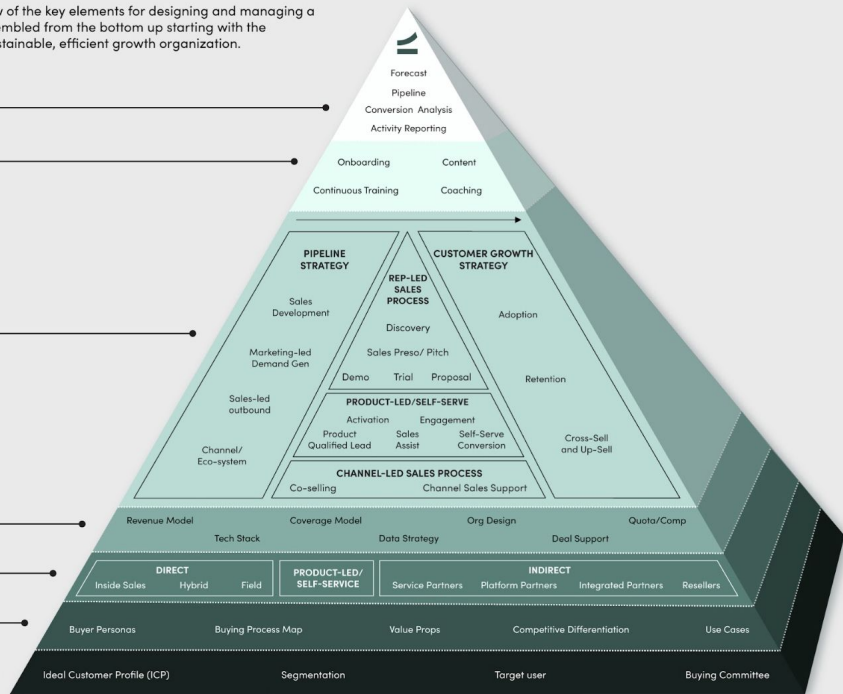 of the key elements for designing and managing a
embled from the bottom up starting with the
stainable, efficient growth organization.
Forecast
Pipeline
Conversion Analysis
Activity Reporting
Onboarding Content
Continuous Training Coaching
PIPELINE
STRATEGY
Sales
Development
Marketing-led
Demand Gen
Sales-led
outbound
Channel/
Eco-system
REP-LED
SALES
PROCESS
Discovery
Sales Preso/ Pitch
Demo Trial Proposal
PRODUCT-LED/SELF-SERVE
Activation Engagement
Product
Qualified Lead
Sales
Assist
Self-Serve
Conversion
CHANNEL-LED SALES PROCESS
Co-selling Channel Sales Support
CUSTOMER GROWTH
STRATEGY
Adoption
Retention
Cross-Sell
and Up-Sell
Revenue Model Coverage Model Org Design Quota/Comp
Tech Stack Data Strategy Deal Support
DIRECT
Inside Sales Hybrid Field
PRODUCT-LED/
SELF-SERVICE
INDIRECT
Service Partners Platform Partners Integrated Partners Resellers
Buyer Personas Buying Process Map Value Props Competitive Differentiation Use Cases
Ideal Customer Profile (ICP) Segmentation Target user Buying Committee